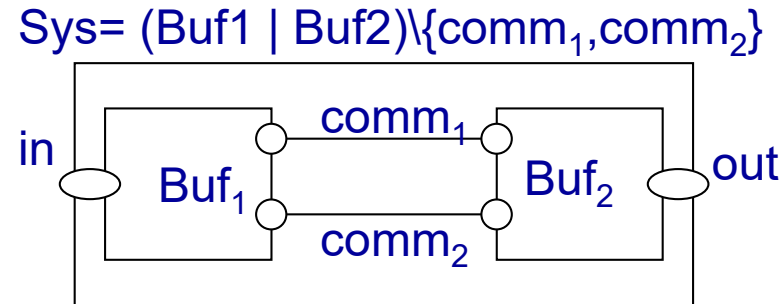 Sys= (Buf1 | Buf2)\{comm₁,comm₂}
in
comm₁
Buf₁
Buf₂
out
comm₂